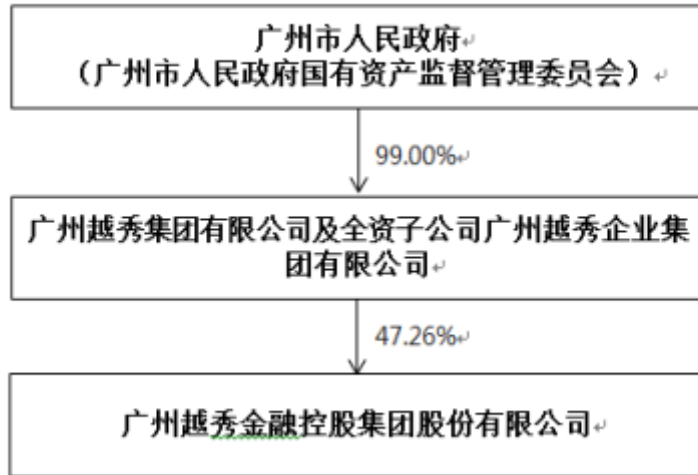 广州市人民政府
（广州市人民政府国有资产监督管理委员会）
99.00%
广州越秀集团有限公司及全资子公司广州越秀企业集
团有限公司
47.26%
广州越秀金融控股集团股份有限公司